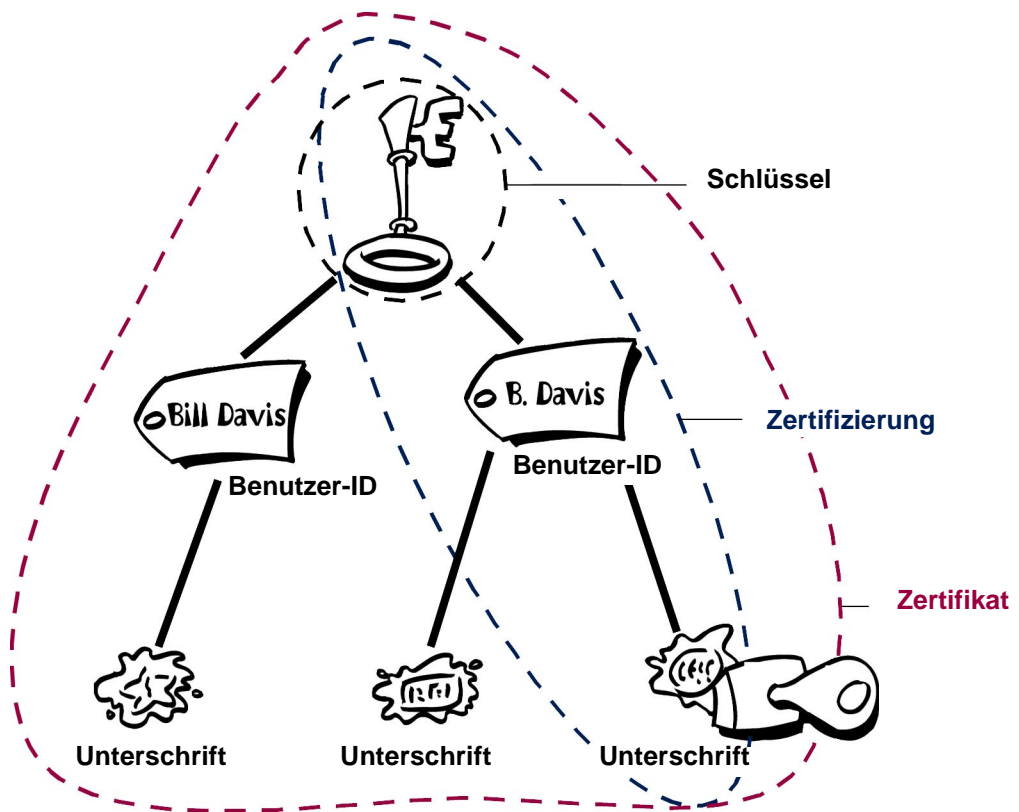 Schlüssel
Bill Davis
B. Davis
Zertifizierung
Benutzer-ID
Benutzer-ID
Zertifikat
Unterschrift
Unterschrift
Unterschrift